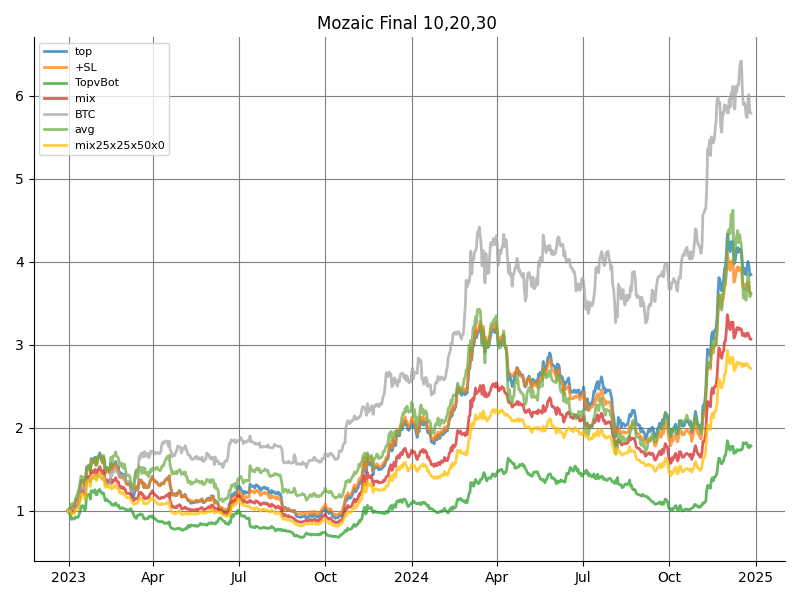 Mozaic Final 10,20,30
top
+SL
TopvBot
mix
BTC
avg
mix25x25x50x0
6
5
4
3
2
1
2023
Apr
Jul
Oct
2024
Apr
Jul
Oct
2025